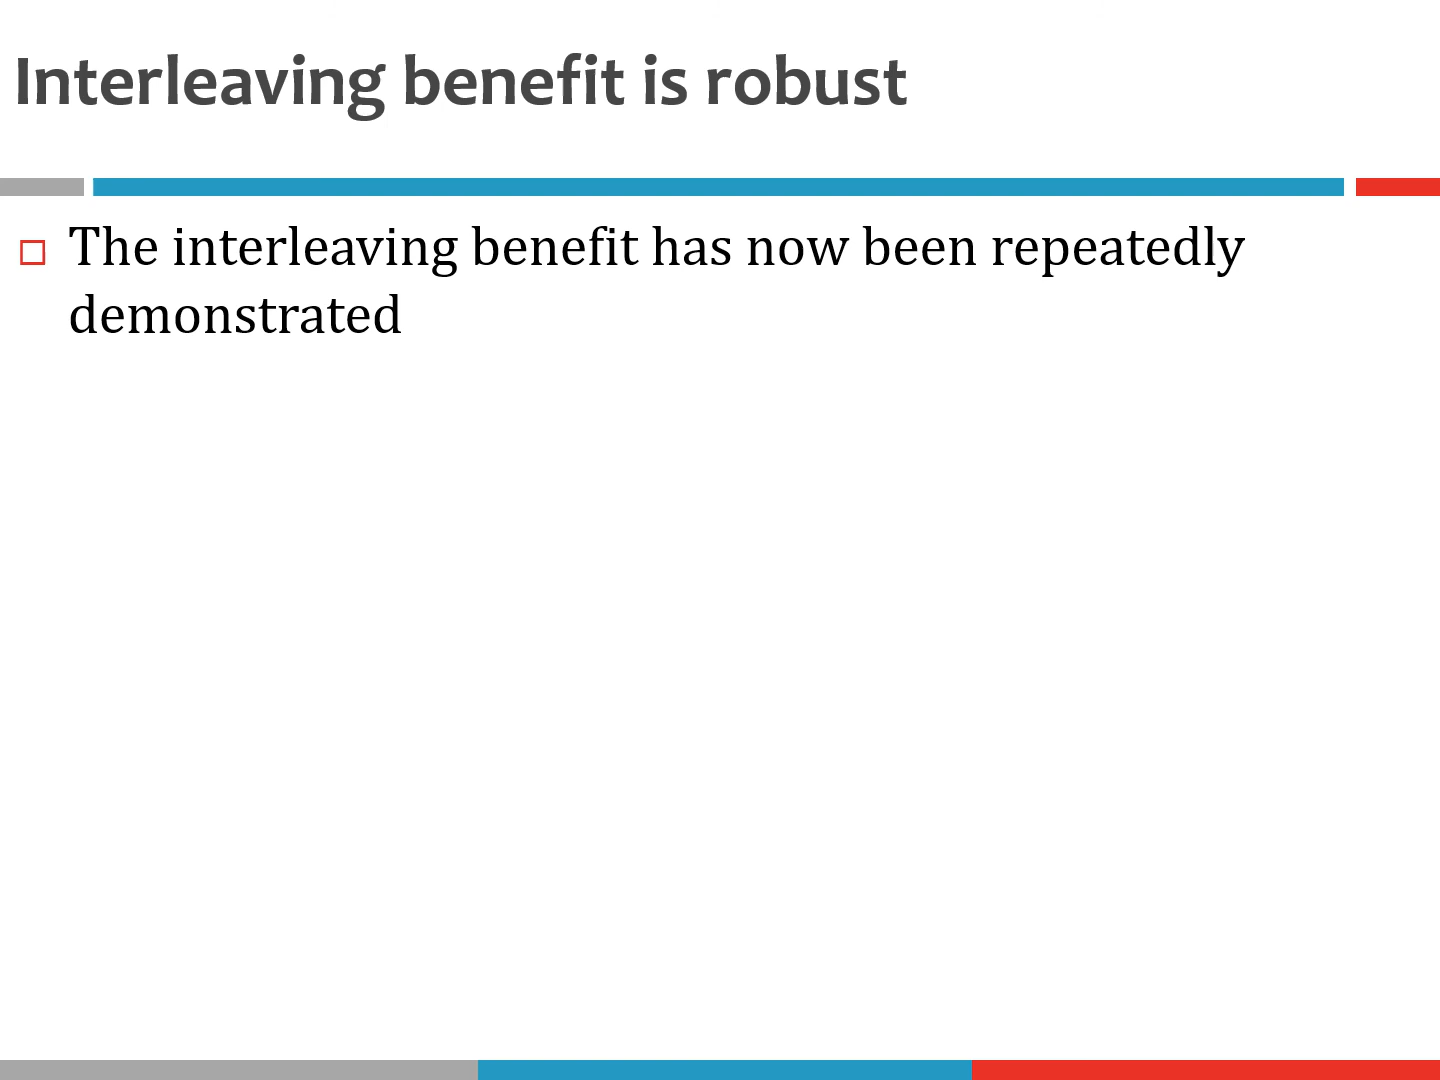 Interleaving benefit is robust
The interleaving benefit has now been repeatedly
demonstrated